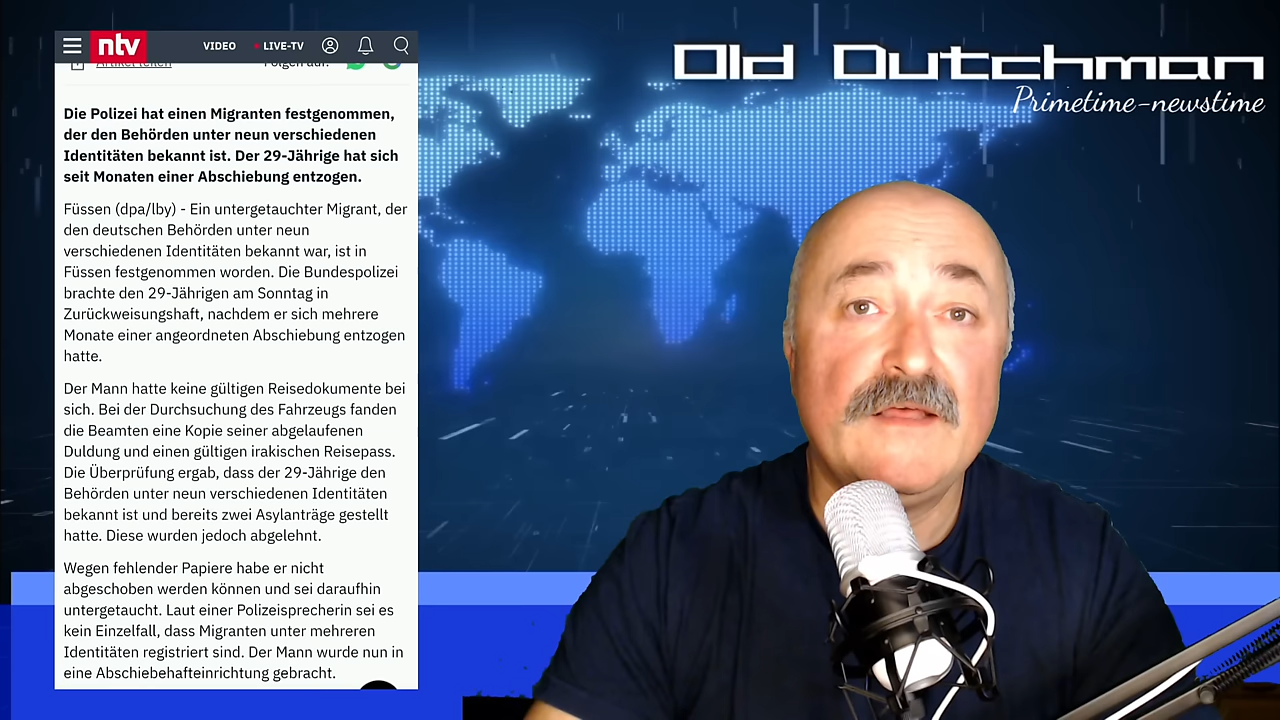 ntv
VIDEO
LIVE-TV
Artikel teilen
Folgen auf:
Old Dutchman
Primetime-newstime
Die Polizei hat einen Migranten festgenommen,
der den Behörden unter neun verschiedenen
Identitäten bekannt ist. Der 29-Jährige hat sich
seit Monaten einer Abschiebung entzogen.
Füssen (dpa/lby) - Ein untergetauchter Migrant, der
den deutschen Behörden unter neun
verschiedenen Identitäten bekannt war, ist in
Füssen festgenommen worden. Die Bundespolizei
brachte den 29-Jährigen am Sonntag in
Zurückweisungshaft, nachdem er sich mehrere
Monate einer angeordneten Abschiebung entzogen
hatte.
Der Mann hatte keine gültigen Reisedokumente bei
sich. Bei der Durchsuchung des Fahrzeugs fanden
die Beamten eine Kopie seiner abgelaufenen
Duldung und einen gültigen irakischen Reisepass.
Die Überprüfung ergab, dass der 29-Jährige den
Behörden unter neun verschiedenen Identitäten
bekannt ist und bereits zwei Asylanträge gestellt
hatte. Diese wurden jedoch abgelehnt.
Wegen fehlender Papiere habe er nicht
abgeschoben werden können und sei daraufhin
untergetaucht. Laut einer Polizeisprecherin sei es
kein Einzelfall, dass Migranten unter mehreren
Identitäten registriert sind. Der Mann wurde nun in
eine Abschiebehafteinrichtung gebracht.